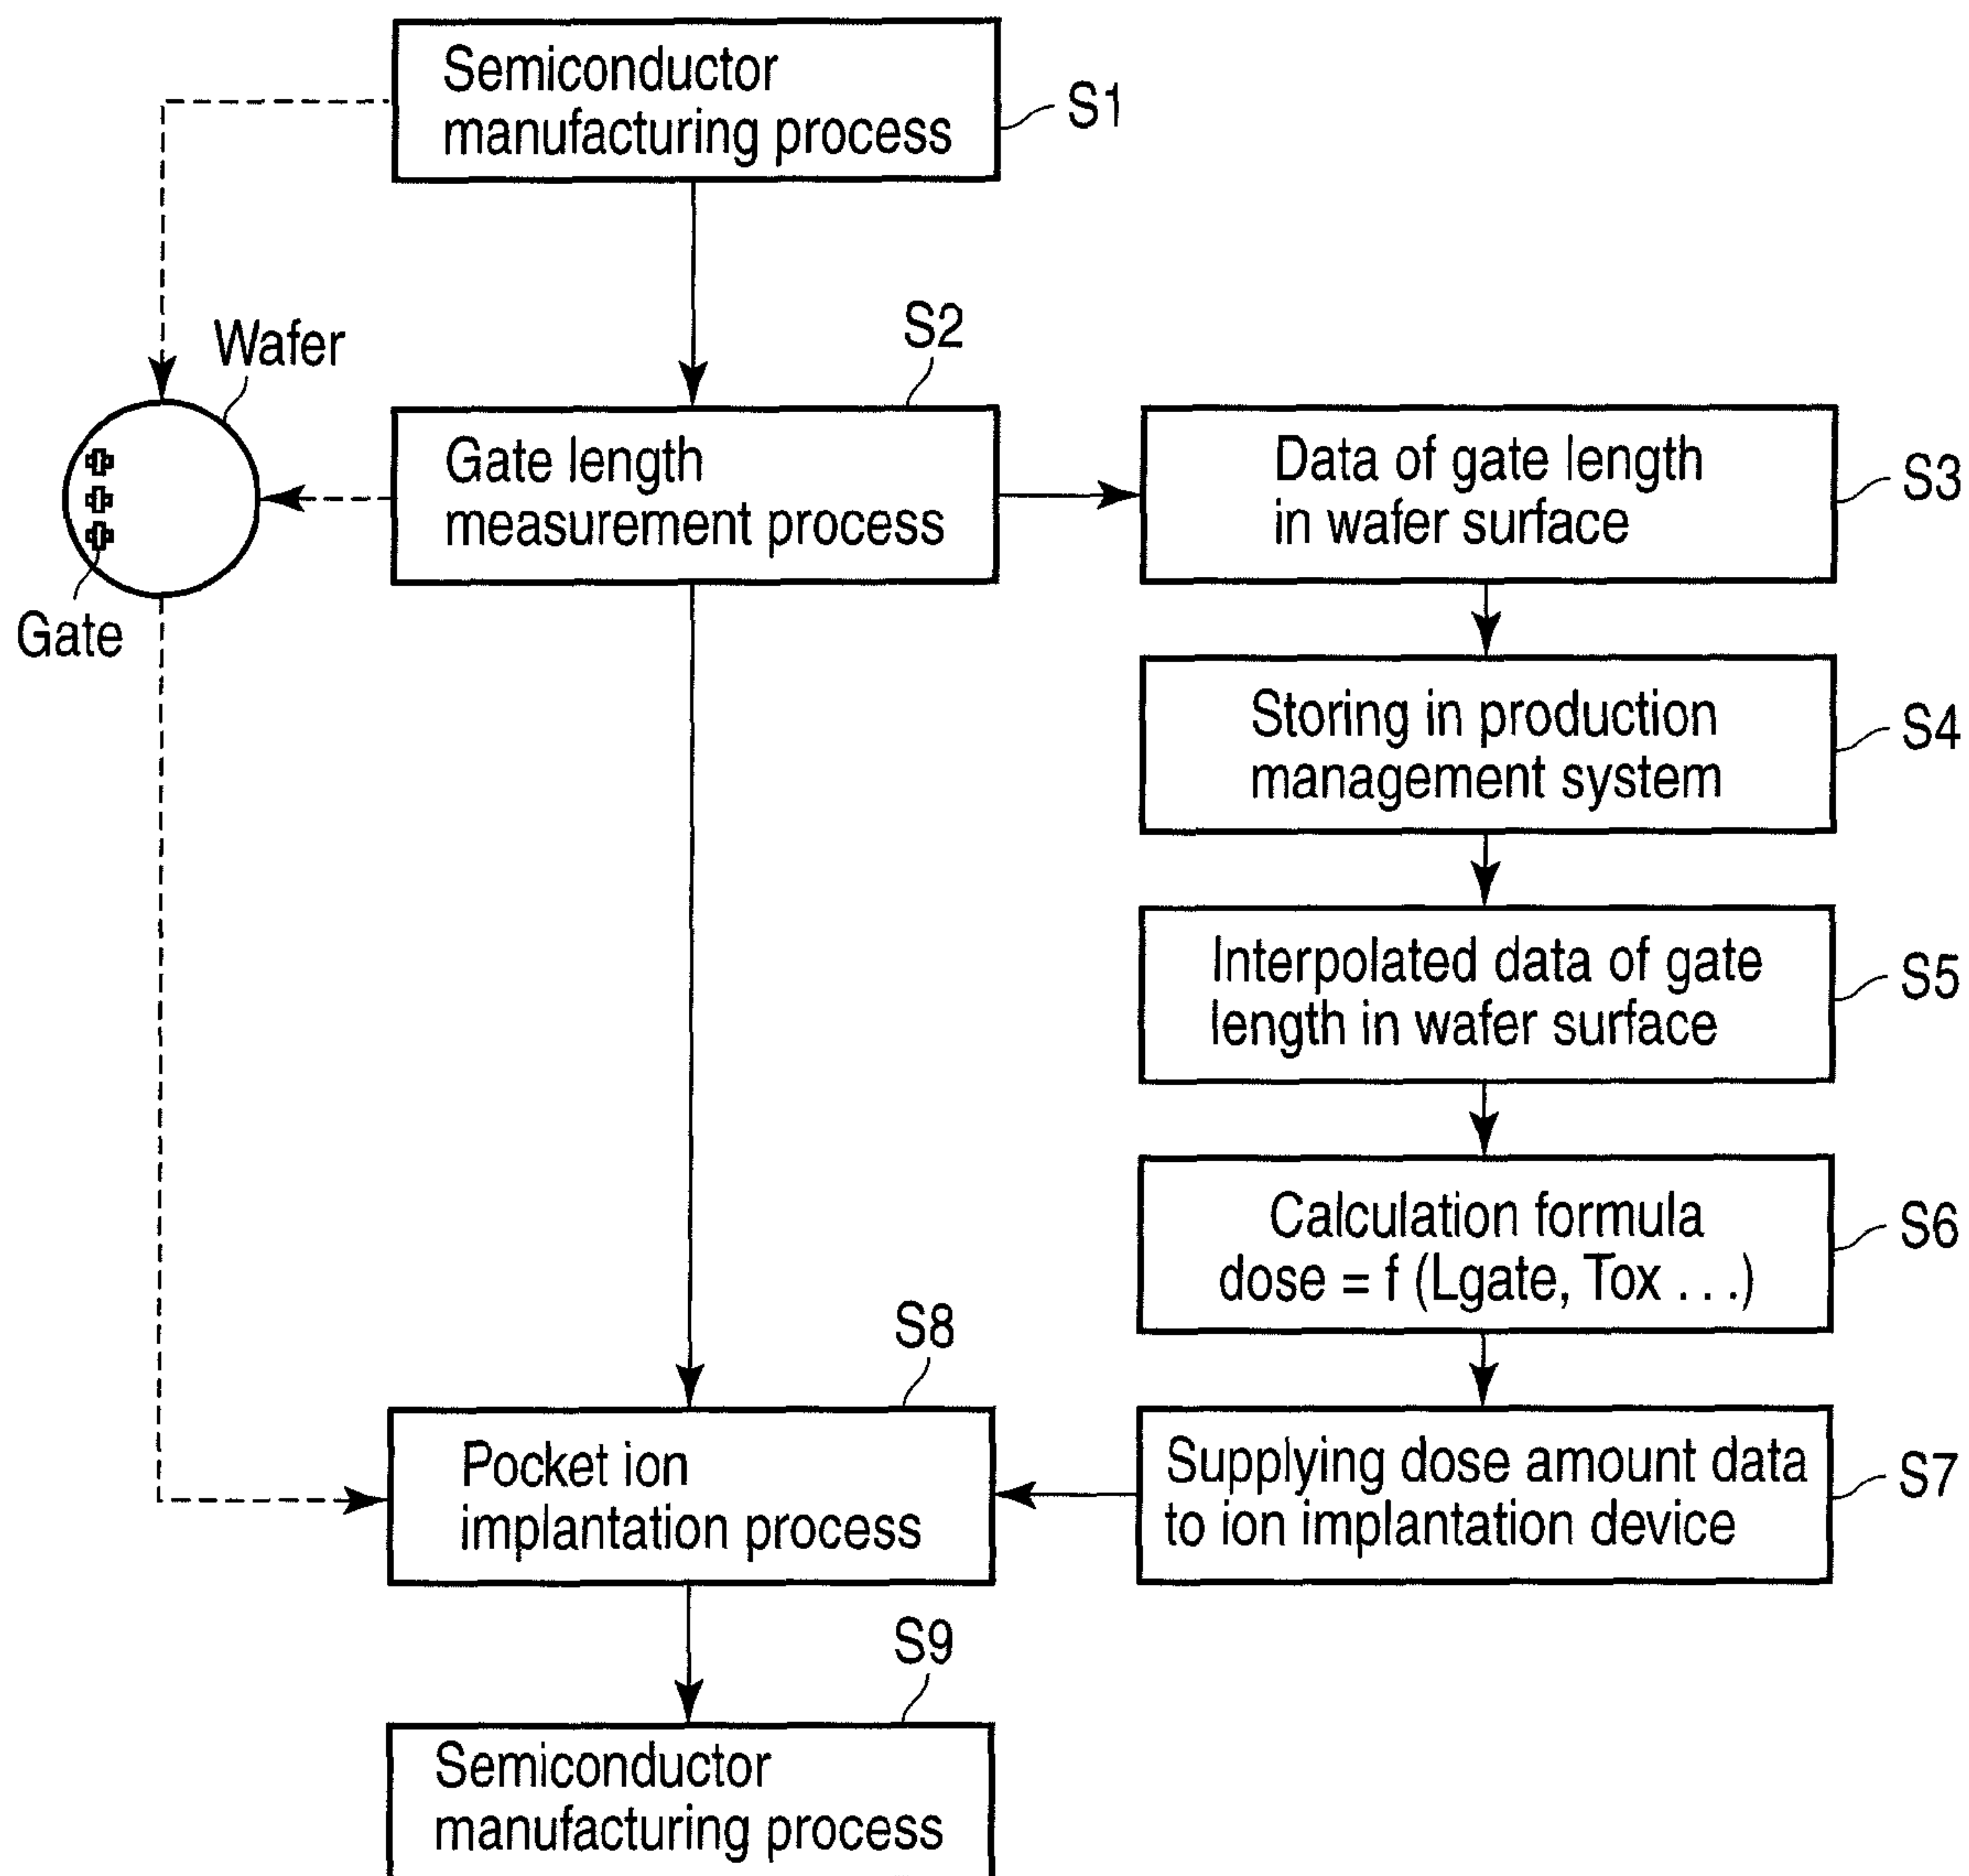 Semiconductor
manufacturing process
S1
Wafer
Gate
S2
Gate length
measurement process
Data of gate length
in wafer surface
S3
Storing in production
management system
S4
Interpolated data of gate
length in wafer surface
S5
Calculation formula
dose = f (Lgate, Tox . . .)
S6
Supplying dose amount data
to ion implantation device
S7
S8
Pocket ion
implantation process
S9
Semiconductor
manufacturing process